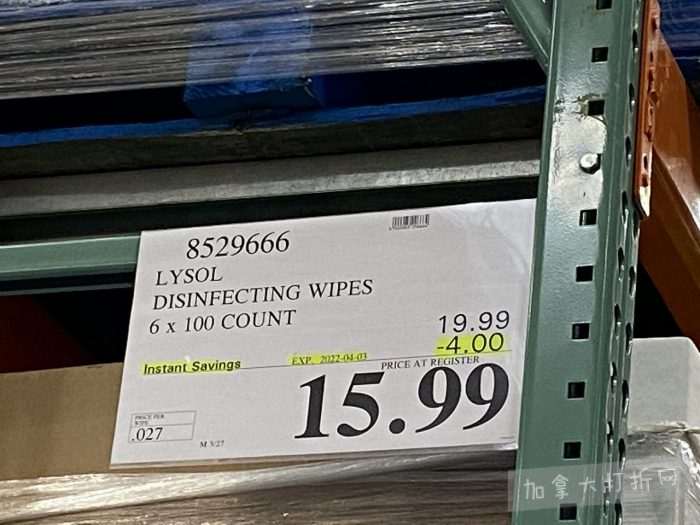 8529666
LYSOL
DISINFECTING WIPES
6 x 100 COUNT
19.99
-4.00
Instant Savings EXP. 2022-04-03
PRICE AT REGISTER
15.99
PRICE PER
WIPE
.027
M 3/27
加拿大打折网